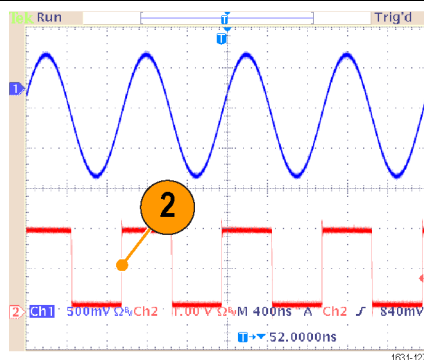 Run Trig'd
T
T
1
2
2 Ch1 500mV Ω Ch2 1.00 V Ω M 400ns A Ch2 ʃ 840mV
T→▼ 52.0000ns